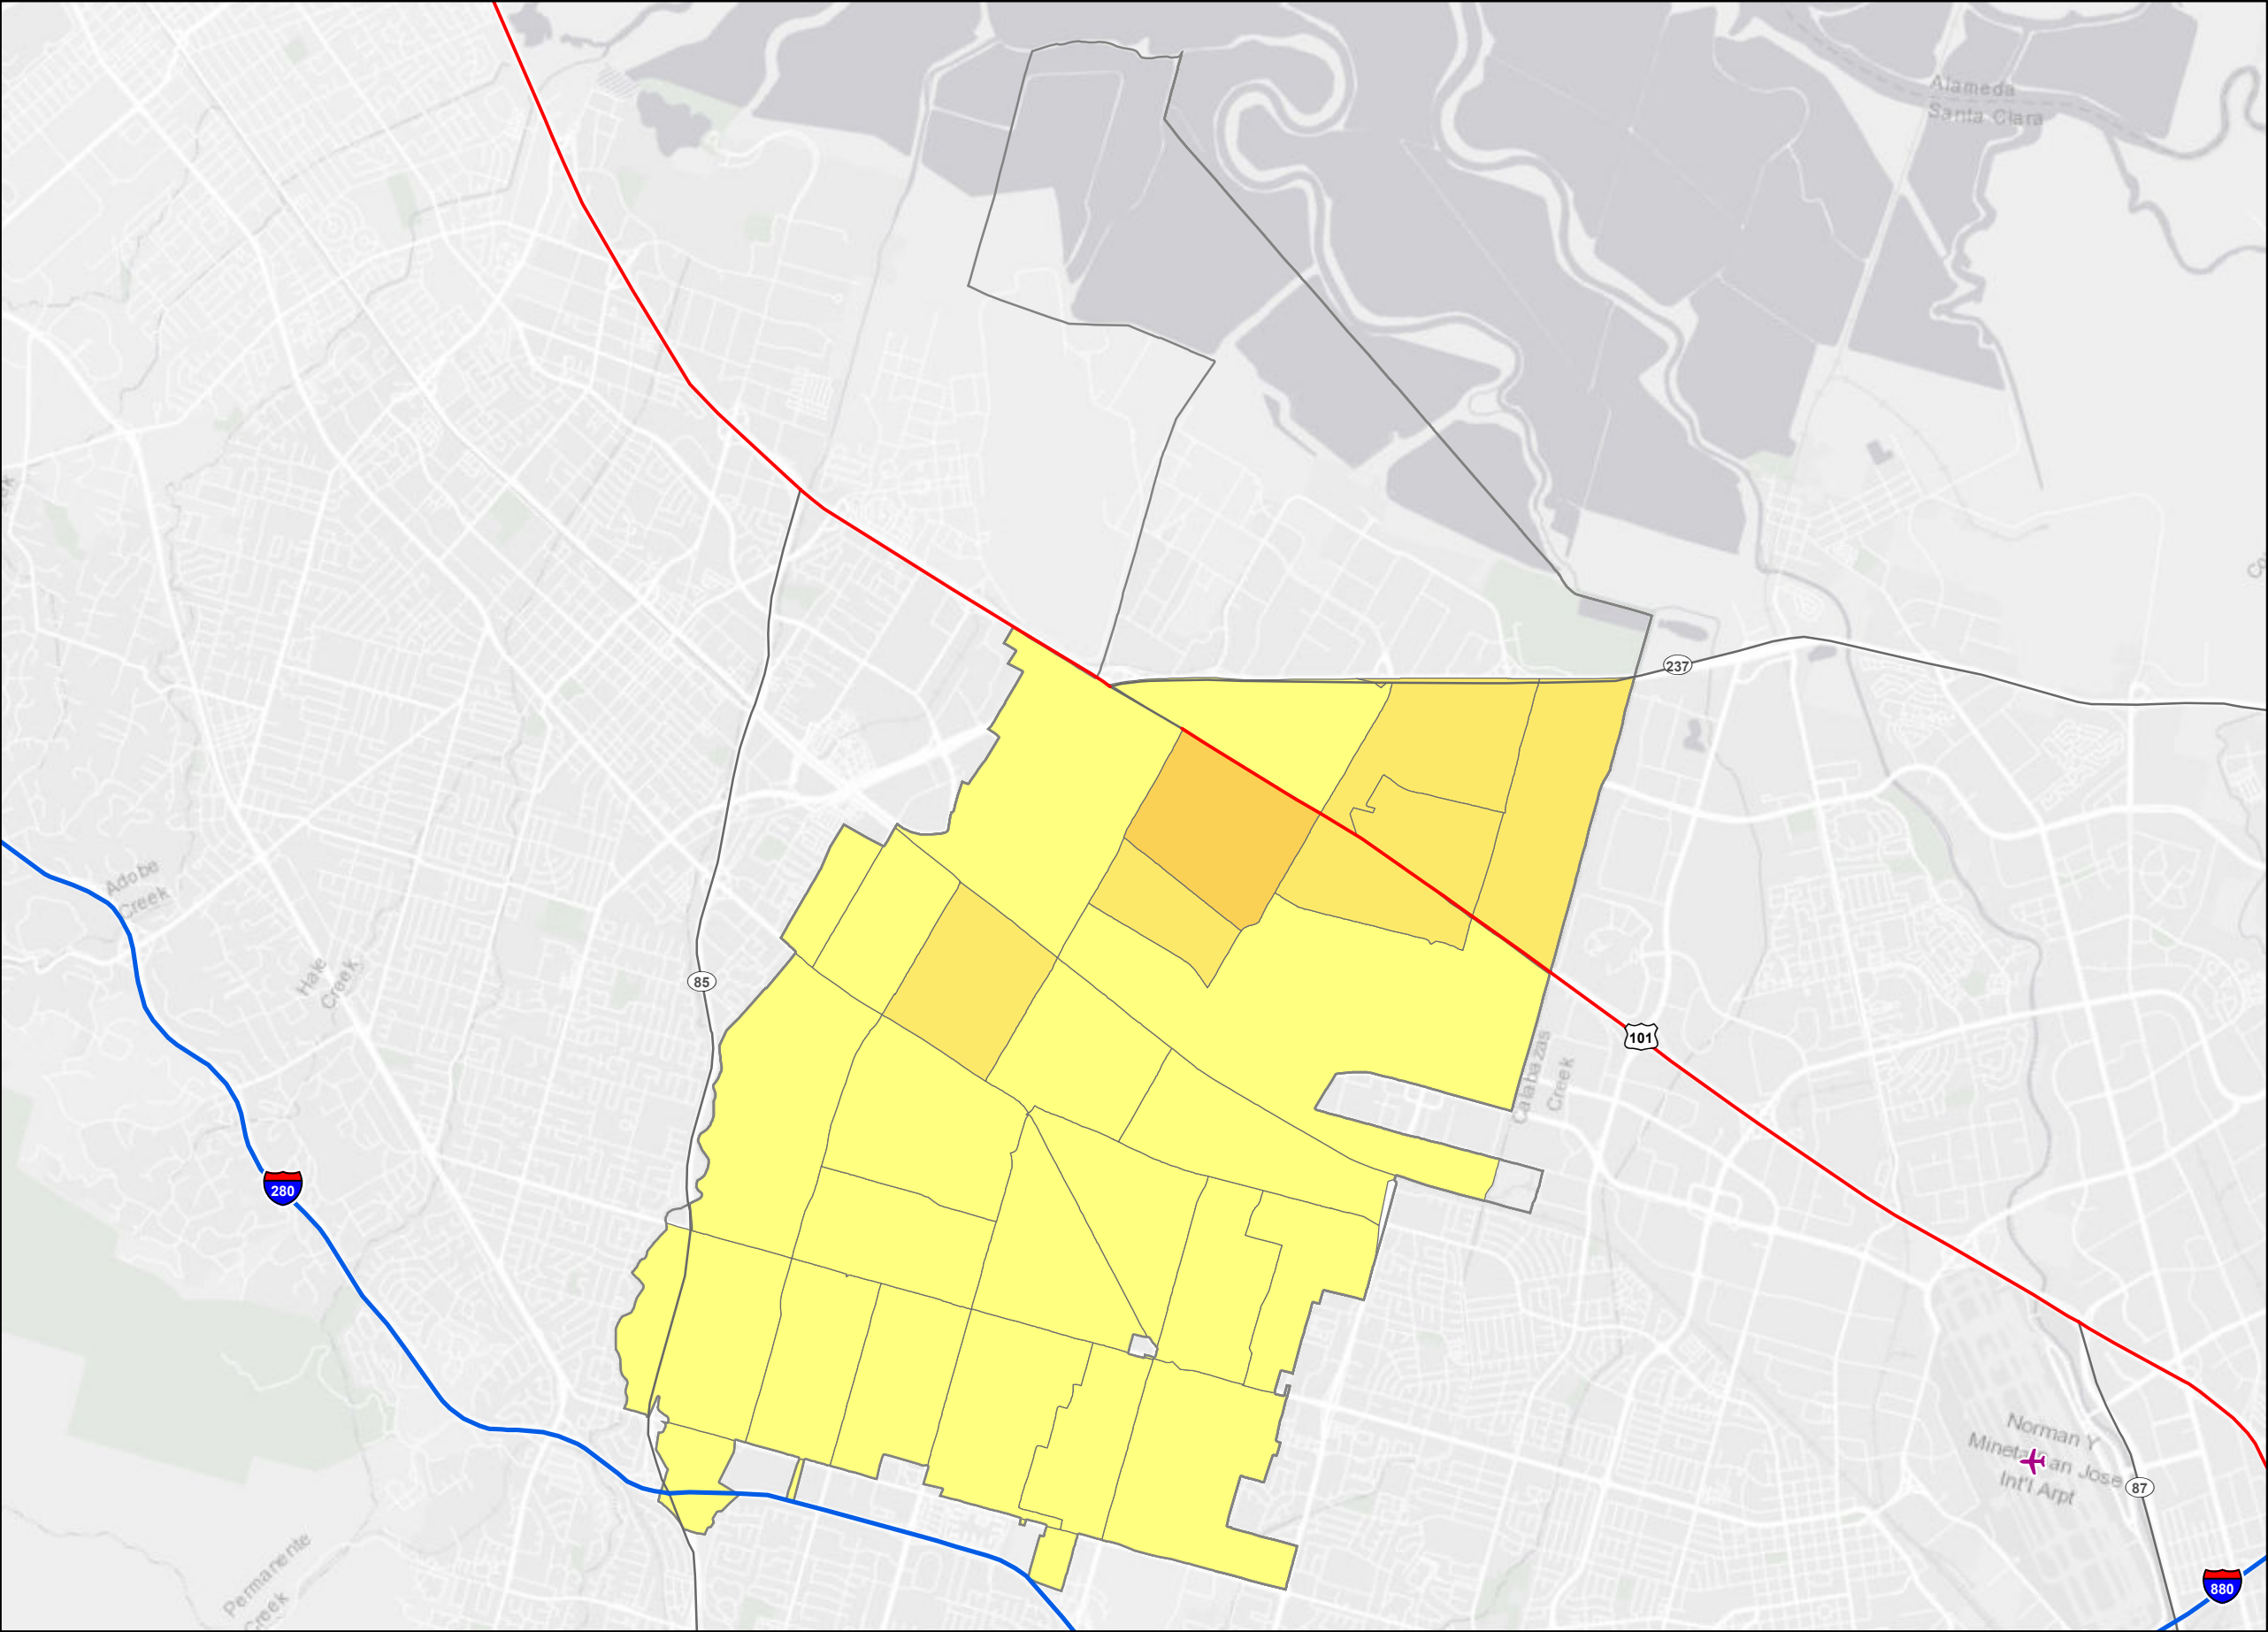 Alameda
Santa Clara
237
Adobe
Creek
Hale
Creek
85
101
Calabazas
Creek
280
Norman Y
Mineta San Jose
Int'l Arpt
87
Permanente
Creek
880